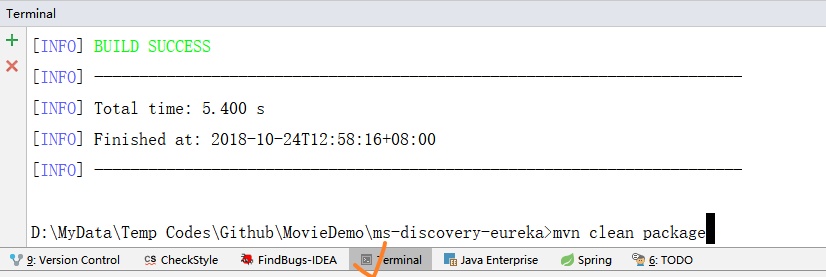 Terminal
[INFO] BUILD SUCCESS
[INFO] ------------------------------------------------------------------------
[INFO] Total time: 5.400 s
[INFO] Finished at: 2018-10-24T12:58:16+08:00
[INFO] ------------------------------------------------------------------------
D:\MyData\Temp Codes\Github\MovieDemo\ms-discovery-eureka>mvn clean package
9: Version Control CS CheckStyle FindBugs-IDEA Terminal Java Enterprise Spring 6: TODO